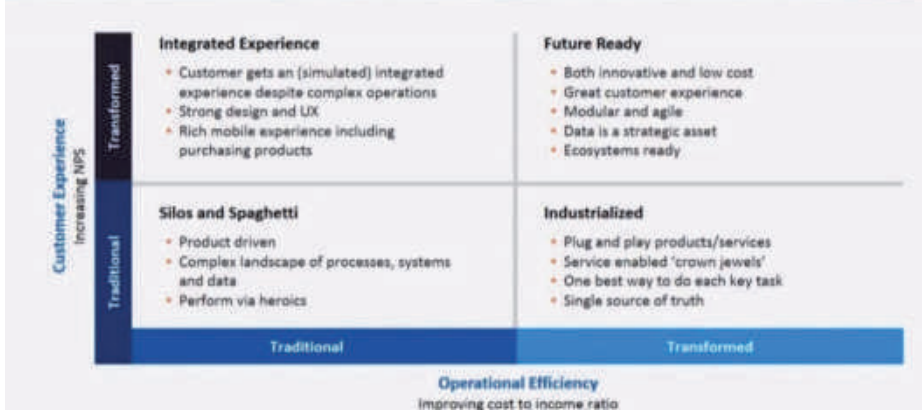 Integrated Experience
• Customer gets an (simulated) integrated
experience despite complex operations
• Strong design and UX
• Rich mobile experience including
purchasing products
Future Ready
• Both innovative and low cost
• Great customer experience
• Modular and agile
• Data is a strategic asset
• Ecosystems ready
Silos and Spaghetti
• Product driven
• Complex landscape of processes, systems
and data
• Perform via heroics
Industrialized
• Plug and play products/services
• Service enabled 'crown jewels'
• One best way to do each key task
• Single source of truth
Customer Experience
Increasing NPS
Transformed
Traditional
Traditional
Transformed
Operational Efficiency
Improving cost to income ratio